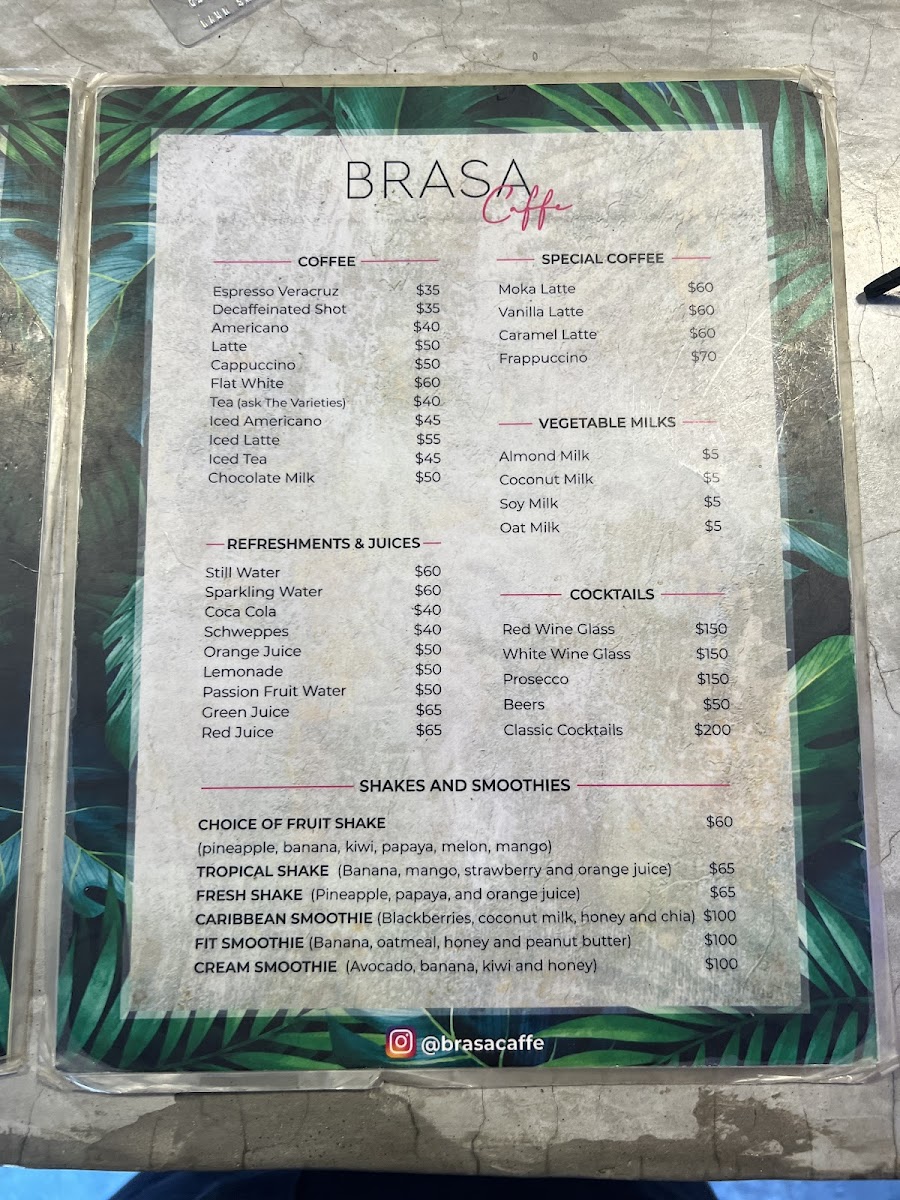 BRASA
Caffe
COFFEE
Espresso Veracruz $35
Decaffeinated Shot $35
Americano $40
Latte $50
Cappuccino $50
Flat White $60
Tea (ask The Varieties) $40
Iced Americano $45
Iced Latte $55
Iced Tea $45
Chocolate Milk $50
REFRESHMENTS & JUICES
Still Water $60
Sparkling Water $60
Coca Cola $40
Schweppes $40
Orange Juice $50
Lemonade $50
Passion Fruit Water $50
Green Juice $65
Red Juice $65
SPECIAL COFFEE
Moka Latte $60
Vanilla Latte $60
Caramel Latte $60
Frappuccino $70
VEGETABLE MILKS
Almond Milk $5
Coconut Milk $5
Soy Milk $5
Oat Milk $5
COCKTAILS
Red Wine Glass $150
White Wine Glass $150
Prosecco $150
Beers $50
Classic Cocktails $200
SHAKES AND SMOOTHIES
CHOICE OF FRUIT SHAKE $60
(pineapple, banana, kiwi, papaya, melon, mango)
TROPICAL SHAKE (Banana, mango, strawberry and orange juice) $65
FRESH SHAKE (Pineapple, papaya, and orange juice) $65
CARIBBEAN SMOOTHIE (Blackberries, coconut milk, honey and chia) $100
FIT SMOOTHIE (Banana, oatmeal, honey and peanut butter) $100
CREAM SMOOTHIE (Avocado, banana, kiwi and honey) $100
@brasacaffe